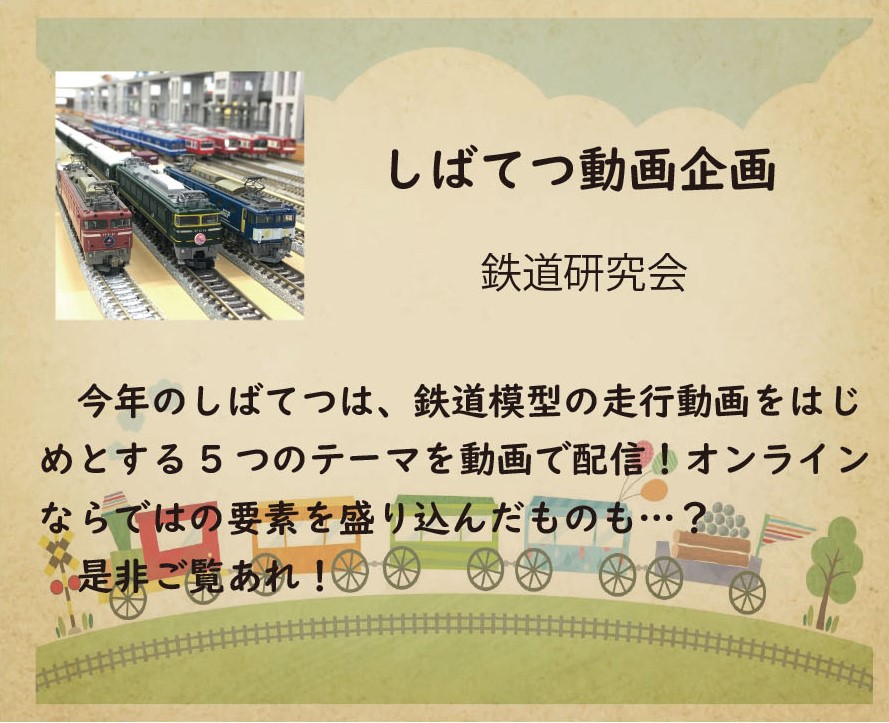 しばてつ動画企画
鉄道研究会
今年のしばてつは、鉄道模型の走行動画をはじ
めとする5つのテーマを動画で配信！オンライン
ならではの要素を盛り込んだものも…？
是非ご覧あれ！